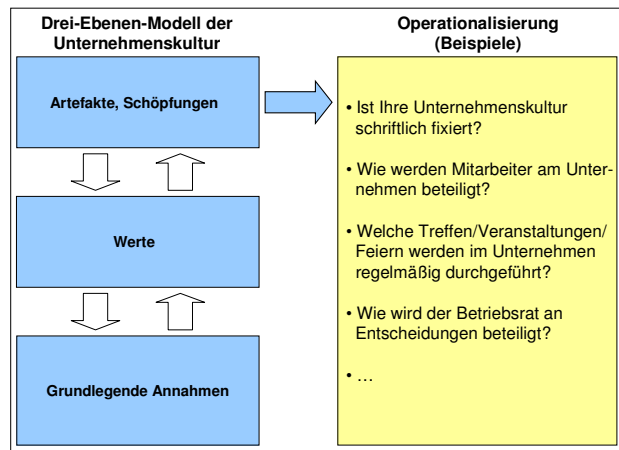 Drei-Ebenen-Modell der
Unternehmenskultur
Artefakte, Schöpfungen
Werte
Grundlegende Annahmen
Operationalisierung
(Beispiele)
• Ist Ihre Unternehmenskultur
schriftlich fixiert?
• Wie werden Mitarbeiter am Unter-
nehmen beteiligt?
• Welche Treffen/Veranstaltungen/
Feiern werden im Unternehmen
regelmäßig durchgeführt?
• Wie wird der Betriebsrat an
Entscheidungen beteiligt?
• …